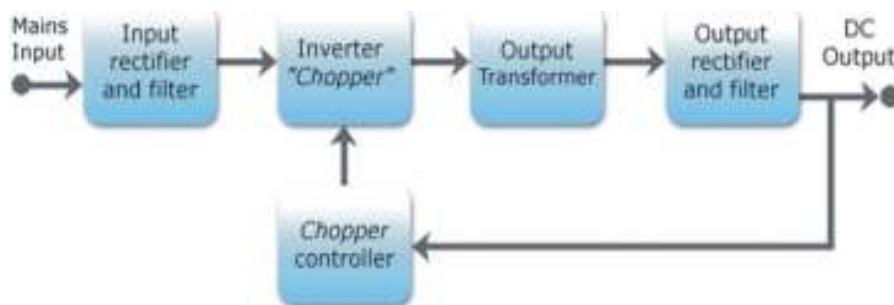 Mains
Input
Input
rectifier
and filter
Inverter
"Chopper"
Output
Transformer
Output
rectifier
and filter
DC
Output
Chopper
controller